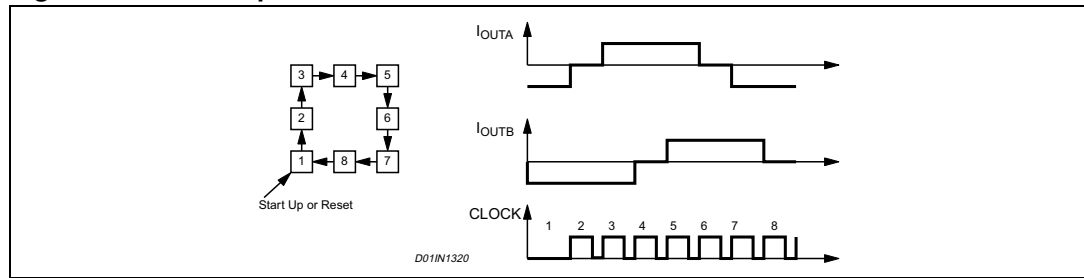 3 4 5
2 6
1 8 7
Start Up or Reset
IOUTA
IOUTB
CLOCK
1 2 3 4 5 6 7 8
D01IN1320